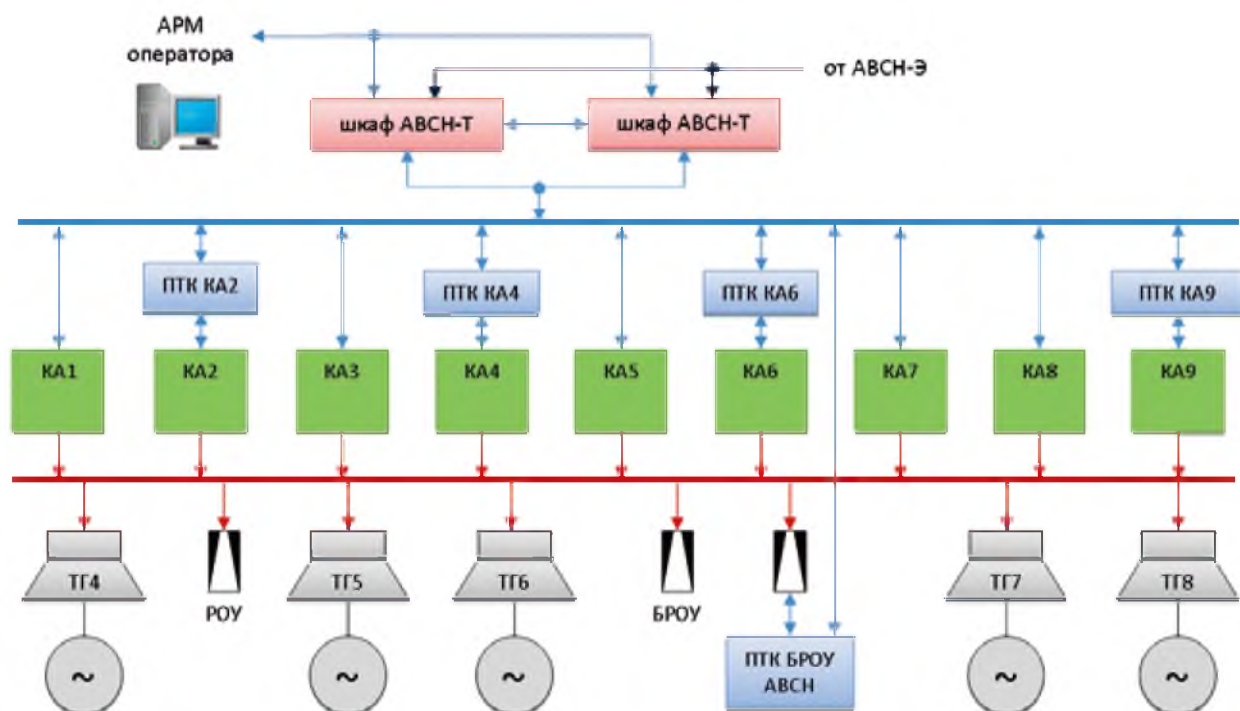 АРМ
оператора
от АВСН-Э
шкаф АВСН-Т
шкаф АВСН-Т
ПТК КА2
ПТК КА4
ПТК КА6
ПТК КА9
КА1
КА2
КА3
КА4
КА5
КА6
КА7
КА8
КА9
ТГ4
РОУ
ТГ5
ТГ6
БРОУ
ТГ7
ТГ8
ПТК БРОУ
АВСН
~
~
~
~
~